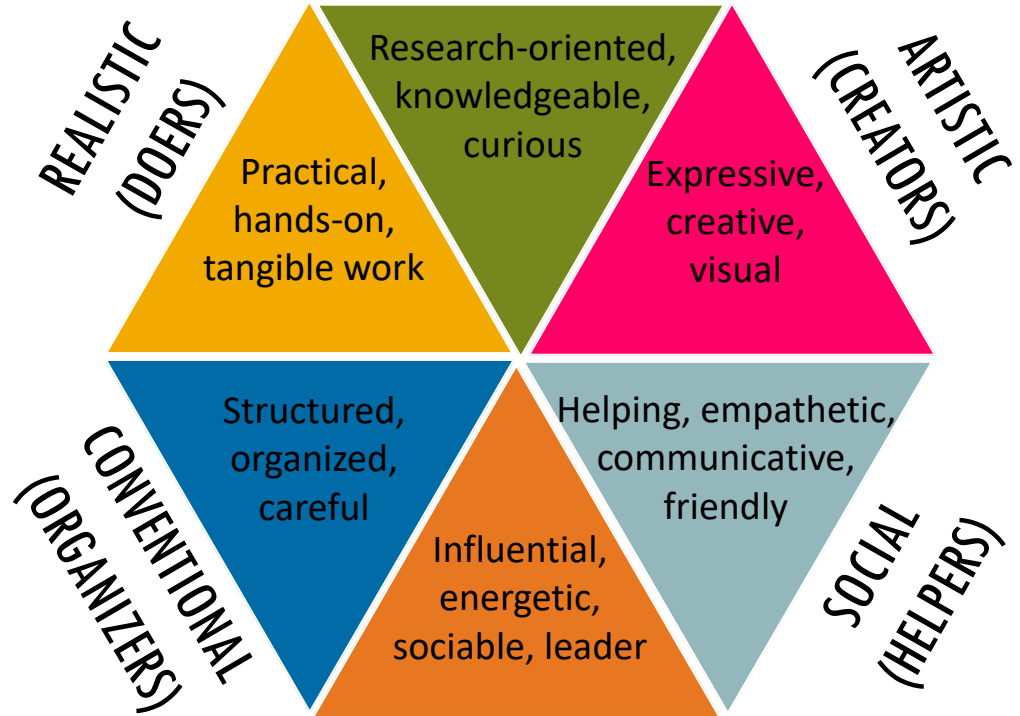 REALISTIC
(DOERS)
Research-oriented,
knowledgeable,
curious
ARTISTIC
(CREATORS)
Practical,
hands-on,
tangible work
Expressive,
creative,
visual
CONVENTIONAL
(ORGANIZERS)
Structured,
organized,
careful
Influential,
energetic,
sociable, leader
Helping, empathetic,
communicative,
friendly
SOCIAL
(HELPERS)